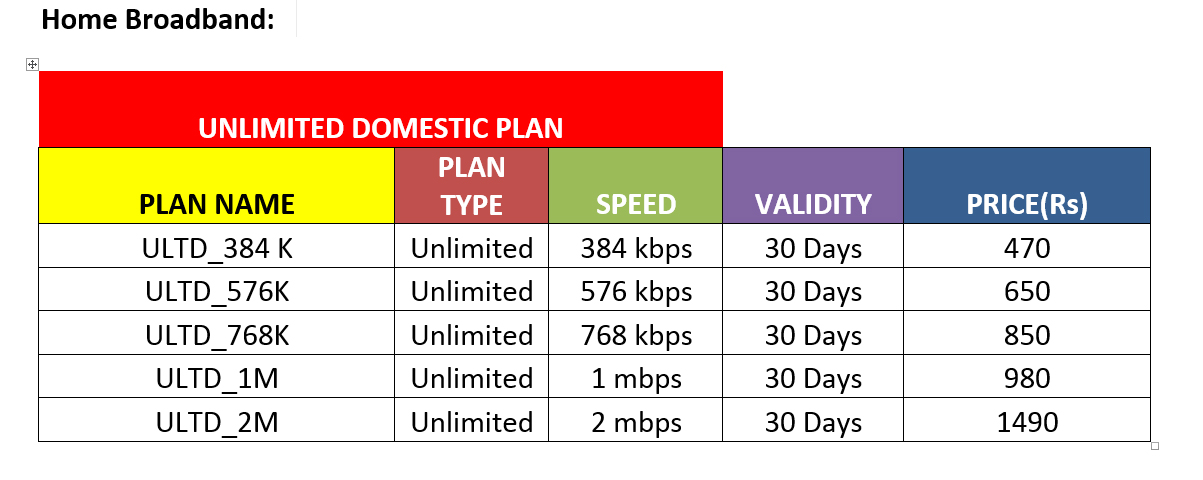 Home Broadband:
UNLIMITED DOMESTIC PLAN
PLAN NAME PLAN TYPE SPEED VALIDITY PRICE(Rs)
ULTD_384 K Unlimited 384 kbps 30 Days 470
ULTD_576K Unlimited 576 kbps 30 Days 650
ULTD_768K Unlimited 768 kbps 30 Days 850
ULTD_1M Unlimited 1 mbps 30 Days 980
ULTD_2M Unlimited 2 mbps 30 Days 1490